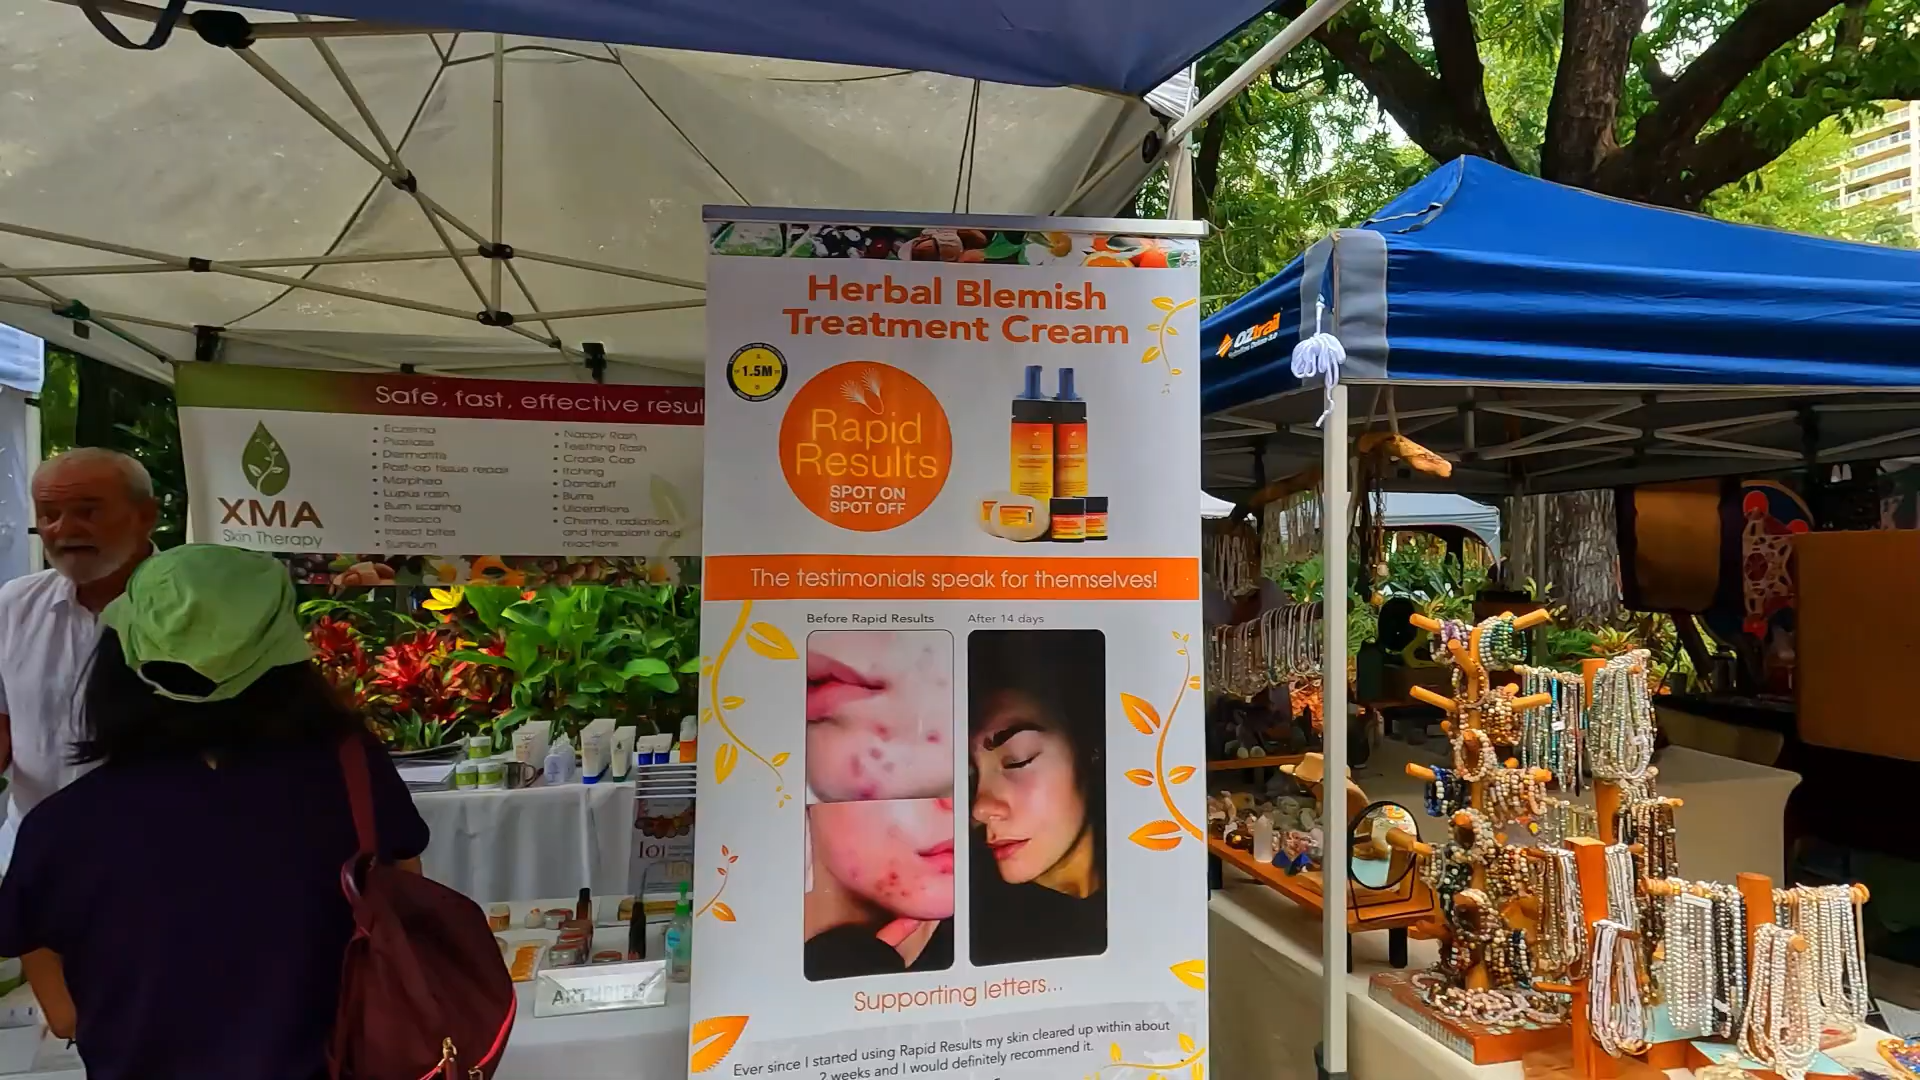 Herbal Blemish
Treatment Cream
1.5M
Rapid
Results
SPOT ON
SPOT OFF
The testimonials speak for themselves!
Before Rapid Results
After 14 days
Supporting letters...
Ever since I started using Rapid Results my skin cleared up within about
2 weeks and I would definitely recommend it.
Safe, fast, effective resul
XMA
Skin Therapy
• Eczema
• Psoriasis
• Dermatitis
• Post-op tissue repair
• Morphea
• Lupus rash
• Burn scarring
• Rosacea
• Insect bites
• Sunburn
• Nappy Rash
• Teething Rash
• Cradle Cap
• Itching
• Dandruff
• Burns
• Ulcerations
• Chemo, radiation
and transplant drug
reactions
ARTHRITIS
OZtrail